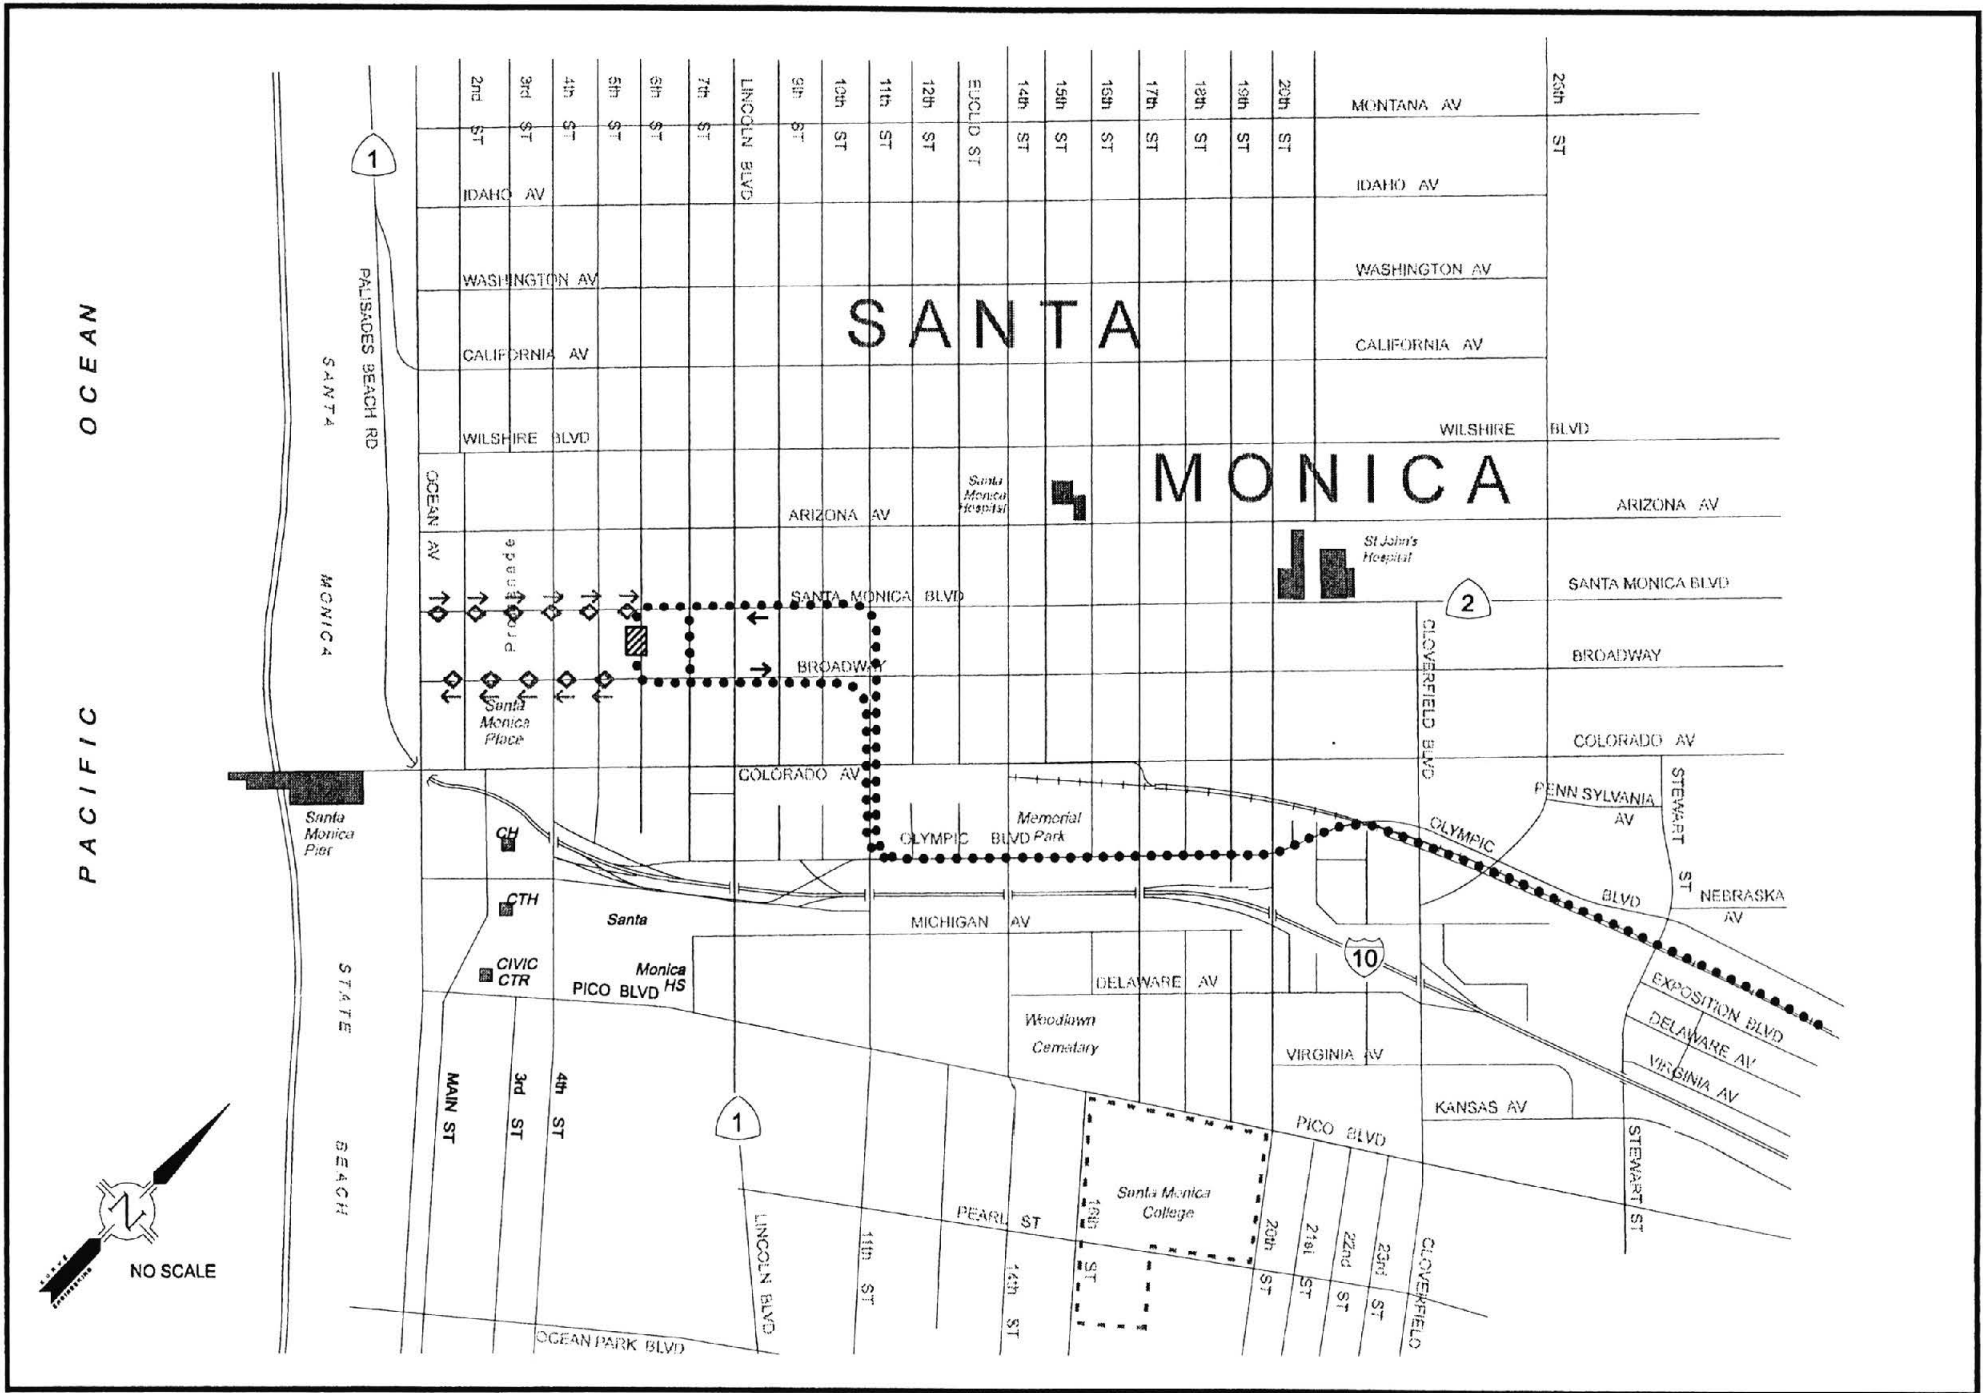 2nd ST
3rd ST
4th ST
5th ST
6th ST
7th ST
LINCOLN BLVD
9th ST
10th ST
11th ST
12th ST
EUCLID ST
14th ST
15th ST
16th ST
17th ST
18th ST
19th ST
20th ST
MONTANA AV
26th ST
1
IDAHO AV
IDAHO AV
WASHINGTON AV
WASHINGTON AV
PALISADES BEACH RD
OCEAN
SANTA
CALIFORNIA AV
CALIFORNIA AV
SANTA
WILSHIRE BLVD
WILSHIRE BLVD
MONICA
OCEAN AV
Santa
Monica
Hospital
ARIZONA AV
ARIZONA AV
Promenade
St John's
Hospital
MONICA
SANTA MONICA BLVD
SANTA MONICA BLVD
2
BROADWAY
BROADWAY
CLOVERFIELD BLVD
Santa
Monica
Place
PACIFIC
COLORADO AV
COLORADO AV
STEWART ST
PENNSYLVANIA
AV
Santa
Monica
Pier
CH
Memorial
Park
OLYMPIC BLVD
OLYMPIC
BLVD
NEBRASKA
AV
CTH
Santa
MICHIGAN AV
10
CIVIC
CTR
Monica
HS
PICO BLVD
DELAWARE AV
EXPOSITION BLVD
STATE
Woodlawn
Cematary
DELAWARE AV
VIRGINIA AV
VIRGINIA AV
MAIN ST
3rd ST
4th ST
1
KANSAS AV
PICO BLVD
STEWART ST
BEACH
Santa Monica
College
PEARL ST
16th ST
20th ST
21st ST
22nd ST
23rd ST
CLOVERFIELD
LINCOLN BLVD
11th ST
14th ST
N
KORVE
ENGINEERING
NO SCALE
OCEAN PARK BLVD